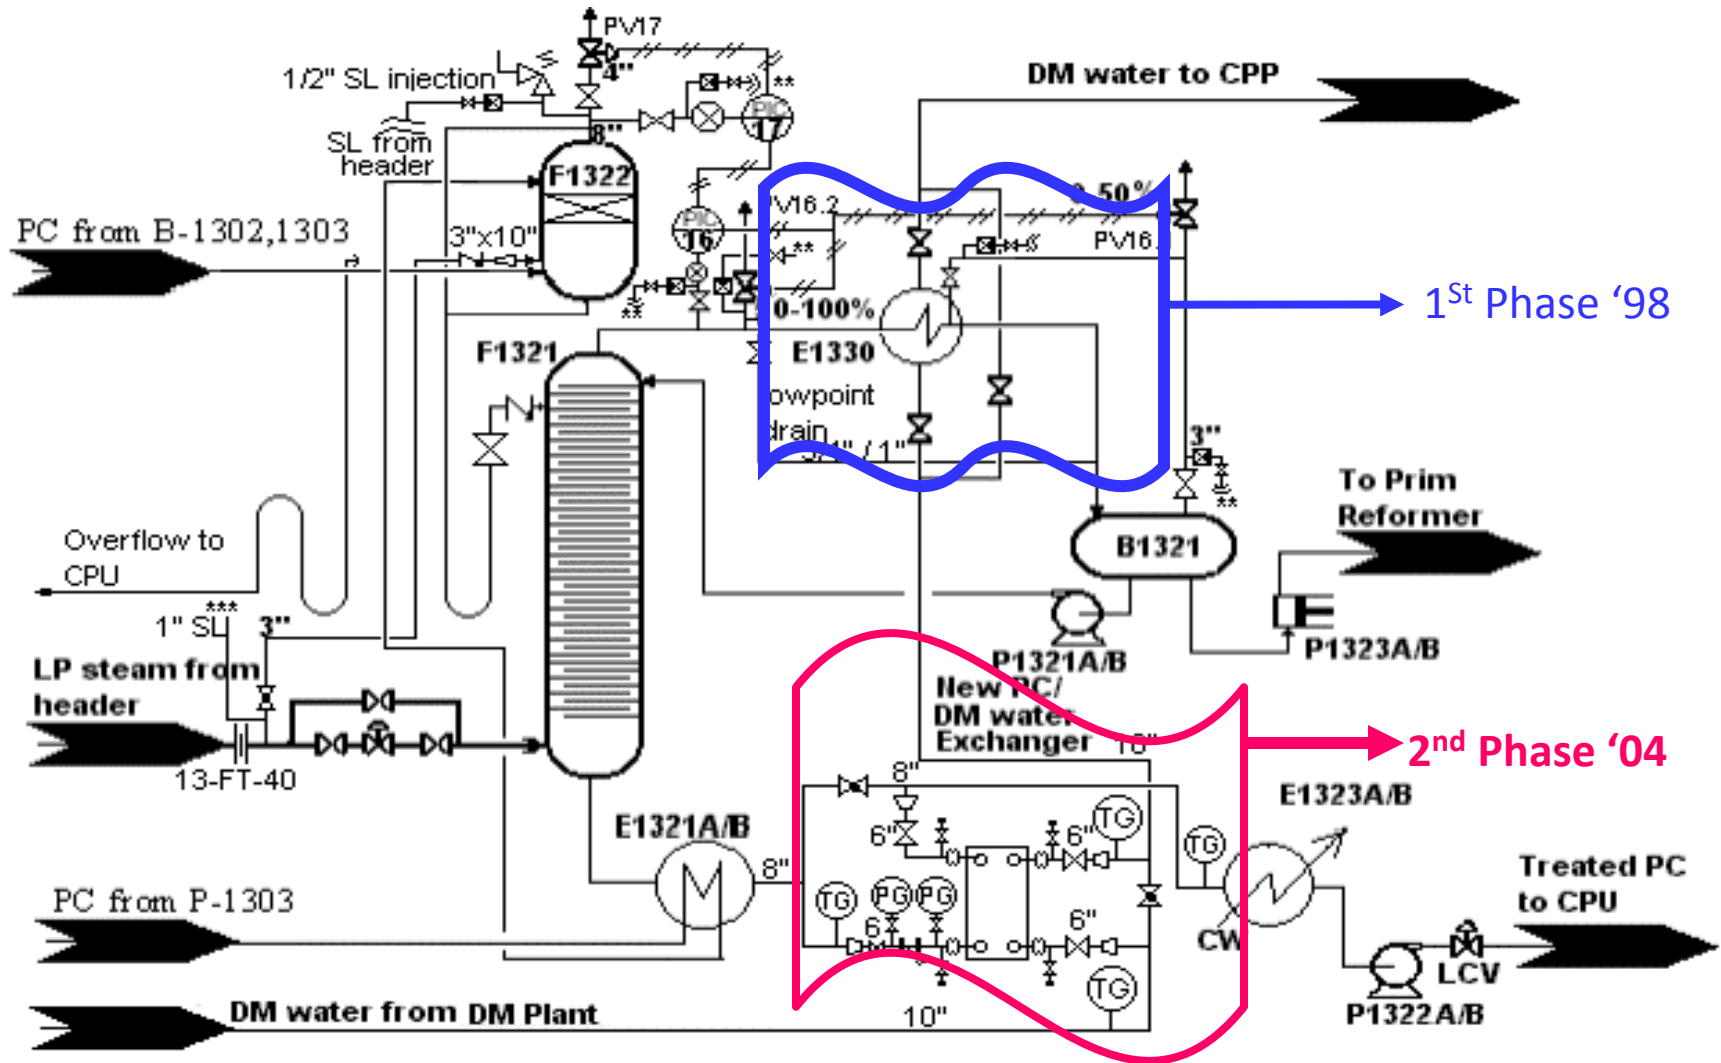 PV17
4"
1/2" SL injection
**
DM water to CPP
PIC
17
SL from
header
8"
F1322
PC from B-1302,1303
3"x10"
PIC
16
V16.2
**
0-50%
PV16.
**
0-100%
1St Phase ‘98
F1321
E1330
owpoint
drain
3/4" / 1"
3"
**
To Prim
Reformer
Overflow to
CPU
B1321
***
1" SL
3"
P1321A/B
P1323A/B
LP steam from
header
New PC/
DM water
Exchanger
10"
2nd Phase ‘04
13-FT-40
8"
E1323A/B
E1321A/B
6"
6"
TG
TG
8"
Treated PC
to CPU
PC from P-1303
TG
PG
PG
6
6"
CW
LCV
TG
P1322A/B
DM water from DM Plant
10"